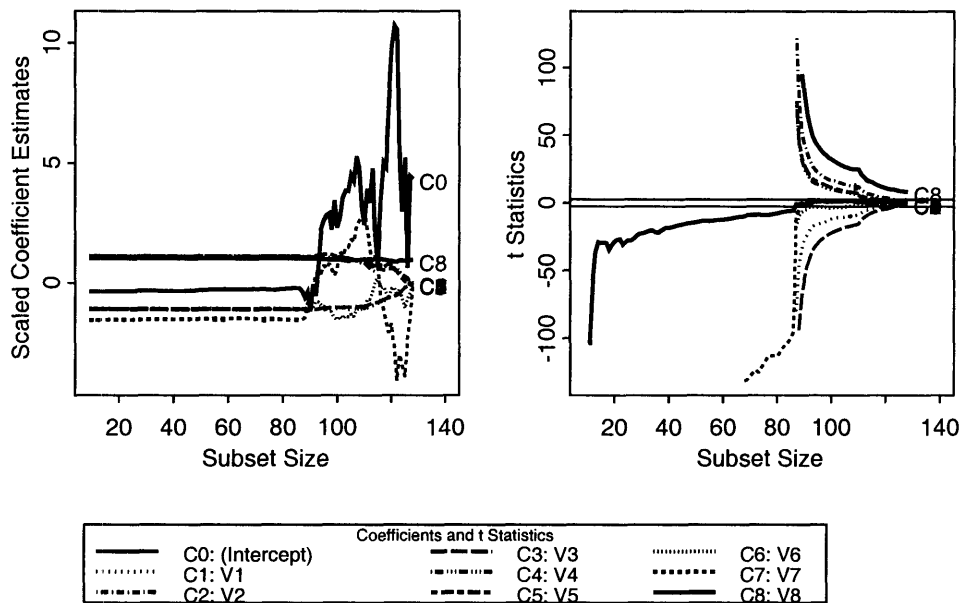 Scaled Coefficient Estimates
10
5
0
C0
C8
20 40 60 80 100 120 140
Subset Size
t Statistics
100
50
0
-50
-100
C8
20 40 60 80 100 120 140
Subset Size
Coefficients and t Statistics
C0: (Intercept) C3: V3 C6: V6
C1: V1 C4: V4 C7: V7
C2: V2 C5: V5 C8: V8